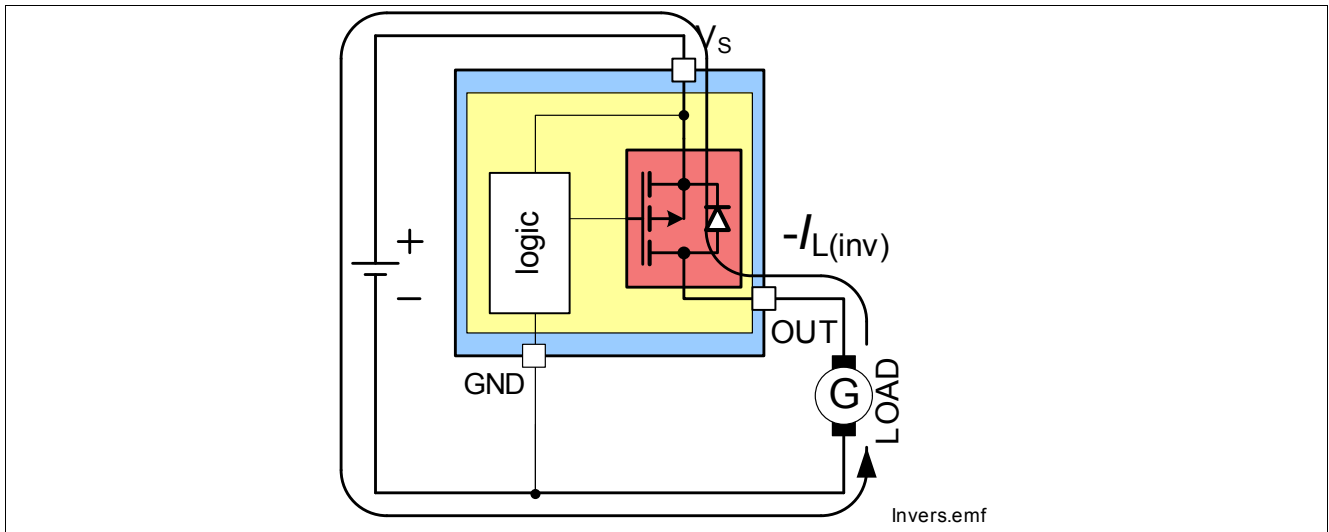 VS
+
−
logic
-IL(inv)
OUT
GND
G
LOAD
Invers.emf